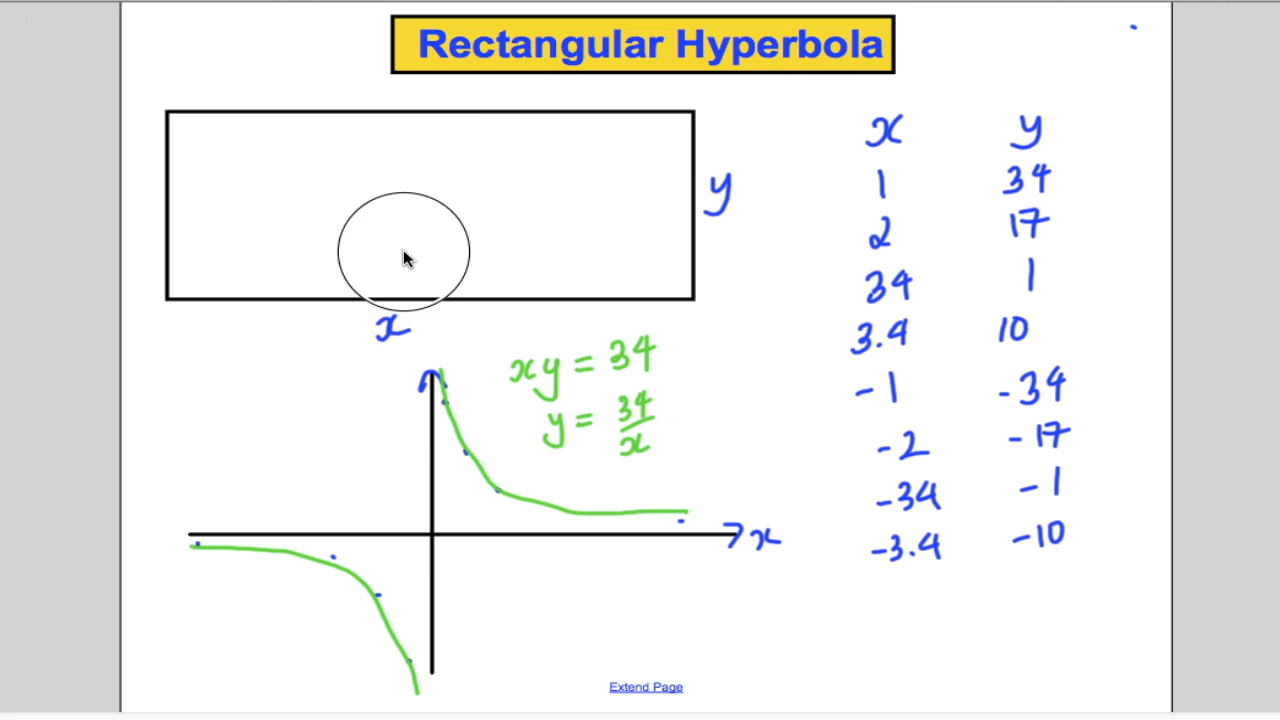 Rectangular Hyperbola
x y
1 34
2 17
34 1
3.4 10
-1 -34
-2 -17
-34 -1
-3.4 -10
y
x
xy = 34
y = 34/x
x
Extend Page